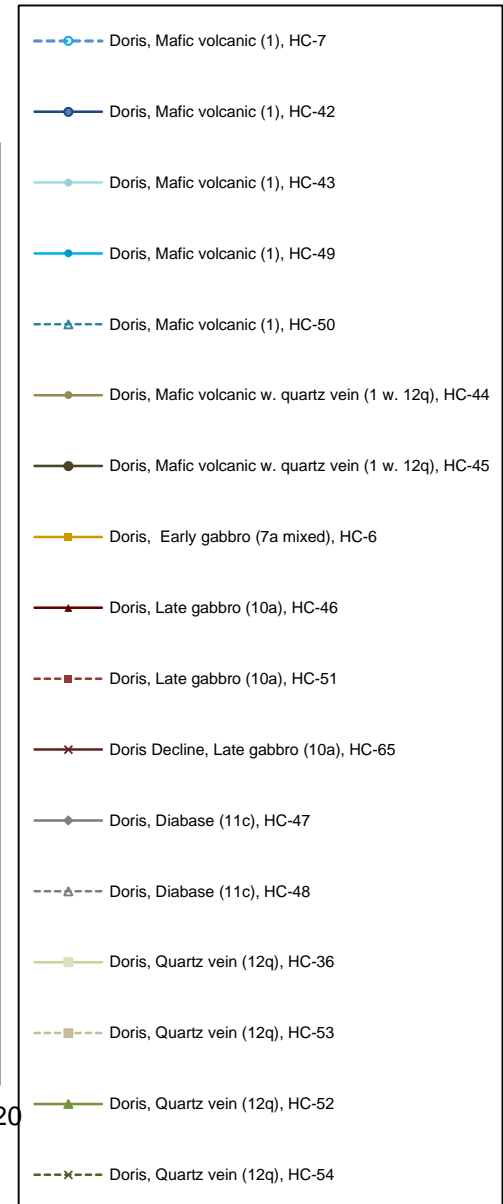 Doris, Mafic volcanic (1), HC-7
Doris, Mafic volcanic (1), HC-42
Doris, Mafic volcanic (1), HC-43
Doris, Mafic volcanic (1), HC-49
Doris, Mafic volcanic (1), HC-50
Doris, Mafic volcanic w. quartz vein (1 w. 12q), HC-44
Doris, Mafic volcanic w. quartz vein (1 w. 12q), HC-45
Doris,  Early gabbro (7a mixed), HC-6
Doris, Late gabbro (10a), HC-46
Doris, Late gabbro (10a), HC-51
Doris Decline, Late gabbro (10a), HC-65
Doris, Diabase (11c), HC-47
Doris, Diabase (11c), HC-48
Doris, Quartz vein (12q), HC-36
Doris, Quartz vein (12q), HC-53
Doris, Quartz vein (12q), HC-52
20
Doris, Quartz vein (12q), HC-54